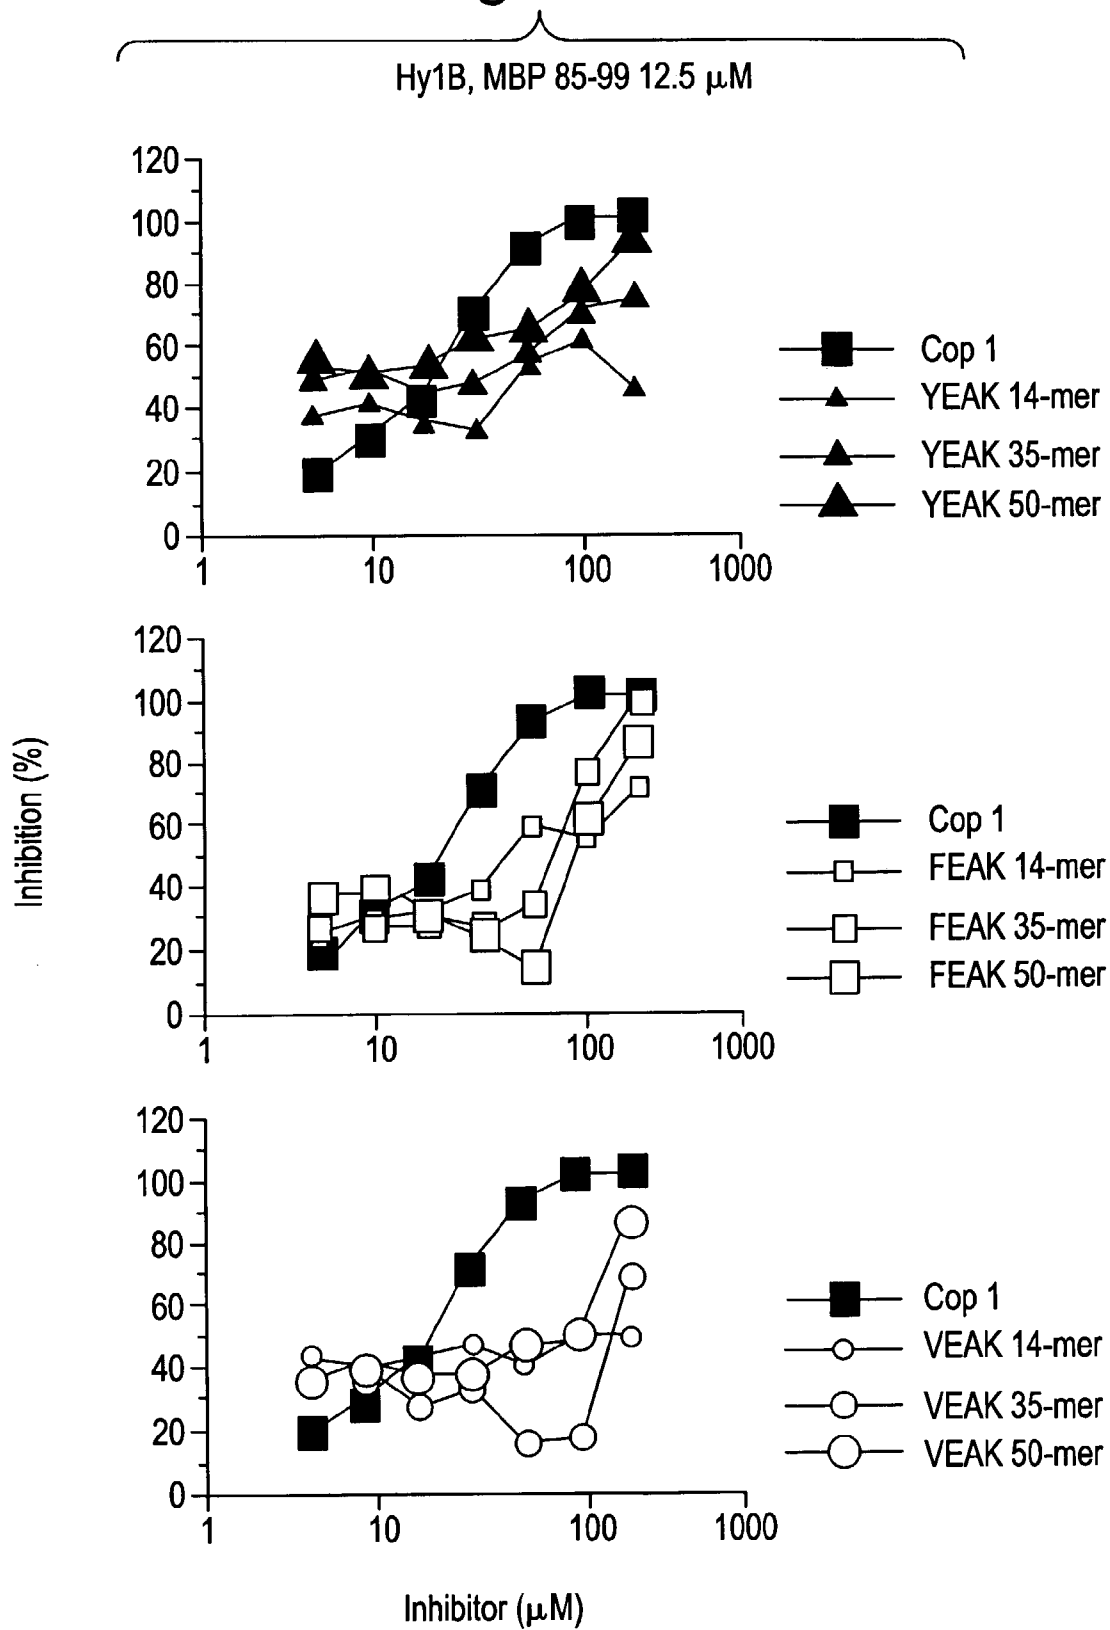 Hy1B, MBP 85-99 12.5 μM
120
100
80
60
40
20
0
1 10 100 1000
Cop 1
YEAK 14-mer
YEAK 35-mer
YEAK 50-mer
Inhibition (%)
120
100
80
60
40
20
0
1 10 100 1000
Cop 1
FEAK 14-mer
FEAK 35-mer
FEAK 50-mer
120
100
80
60
40
20
0
1 10 100 1000
Cop 1
VEAK 14-mer
VEAK 35-mer
VEAK 50-mer
Inhibitor (μM)